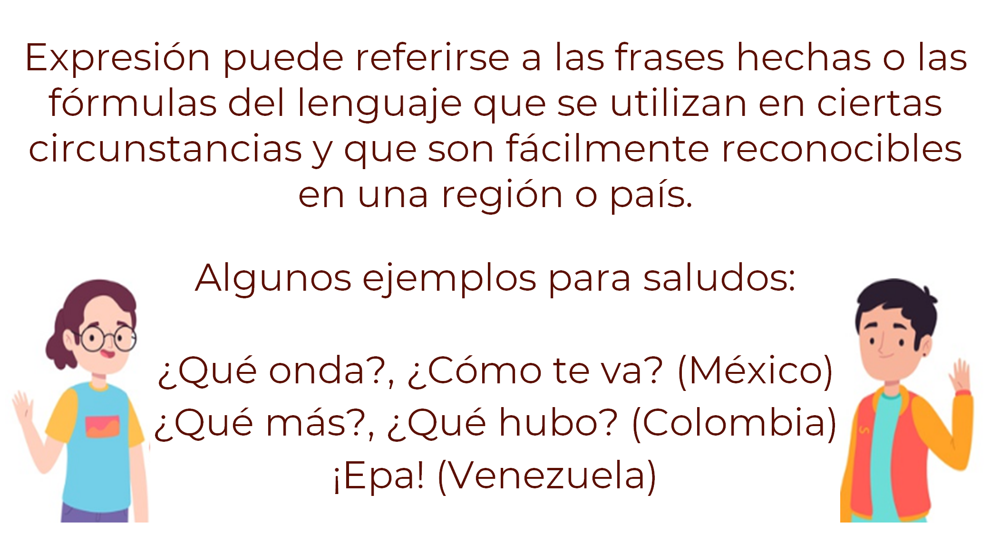 Expresión puede referirse a las frases hechas o las
fórmulas del lenguaje que se utilizan en ciertas
circunstancias y que son fácilmente reconocibles
en una región o país.
Algunos ejemplos para saludos:
¿Qué onda?, ¿Cómo te va? (México)
¿Qué más?, ¿Qué hubo? (Colombia)
¡Epa! (Venezuela)